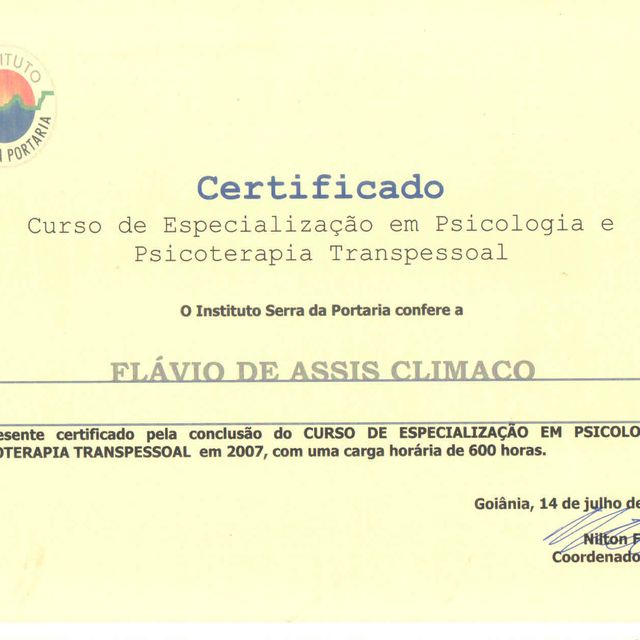 Certificado
Curso de Especialização em Psicologia e
Psicoterapia Transpessoal
O Instituto Serra da Portaria confere a
FLÁVIO DE ASSIS CLIMACO
esente certificado pela conclusão do CURSO DE ESPECIALIZAÇÃO EM PSICOLO
OTERAPIA TRANSPESSOAL em 2007, com uma carga horária de 600 horas.
Goiânia, 14 de julho de
Nilton F
Coordenado
ITUTO
PORTARIA